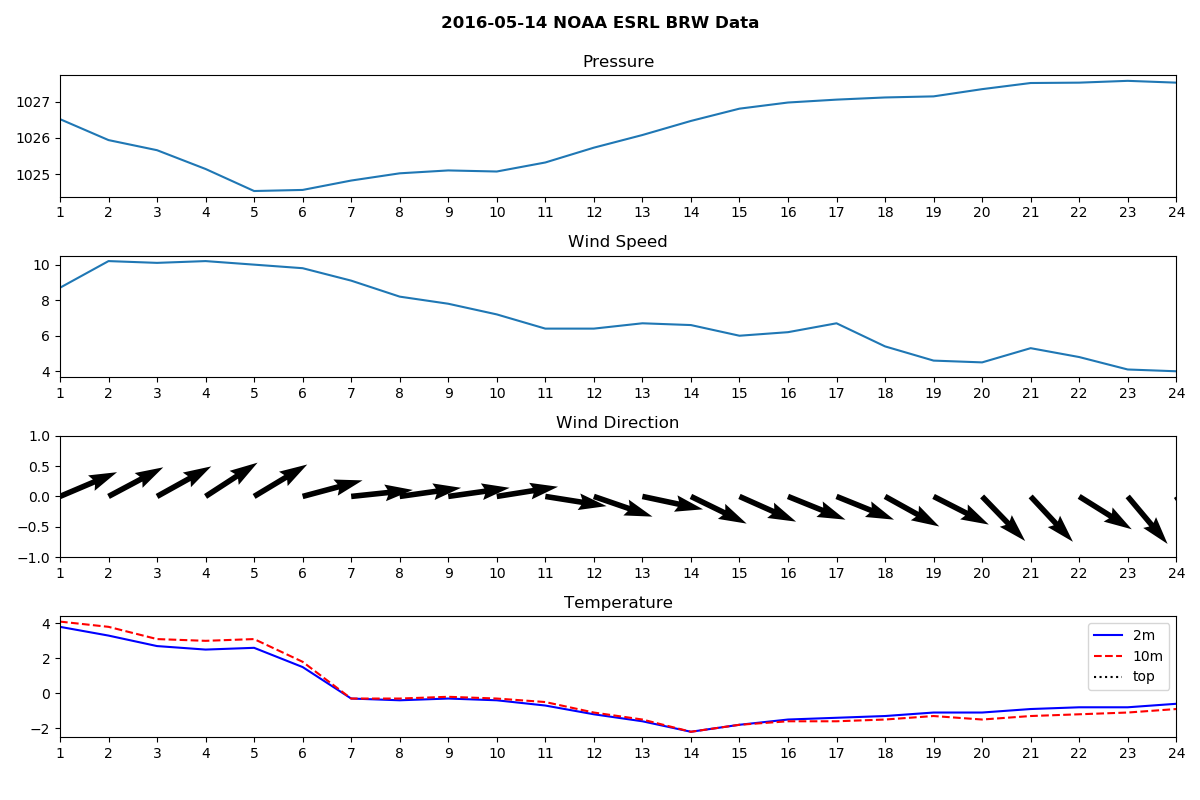 2016-05-14 NOAA ESRL BRW Data
Pressure
1027
1026
1025
1 2 3 4 5 6 7 8 9 10 11 12 13 14 15 16 17 18 19 20 21 22 23 24
Wind Speed
10
8
6
4
1 2 3 4 5 6 7 8 9 10 11 12 13 14 15 16 17 18 19 20 21 22 23 24
Wind Direction
1.0
0.5
0.0
−0.5
−1.0
1 2 3 4 5 6 7 8 9 10 11 12 13 14 15 16 17 18 19 20 21 22 23 24
Temperature
4
2
0
−2
2m
10m
top
1 2 3 4 5 6 7 8 9 10 11 12 13 14 15 16 17 18 19 20 21 22 23 24